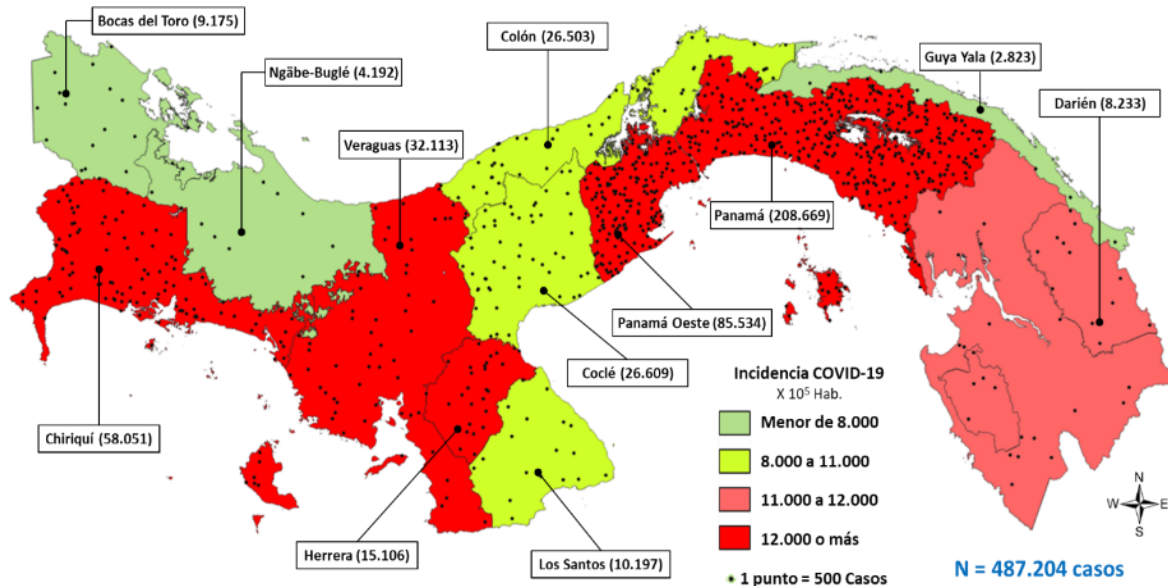 Bocas del Toro (9.175)
Colón (26.503)
Ngäbe-Buglé (4.192)
Guya Yala (2.823)
Darién (8.233)
Veraguas (32.113)
Panamá (208.669)
Panamá Oeste (85.534)
Coclé (26.609)
Chiriquí (58.051)
Herrera (15.106)
Los Santos (10.197)
Incidencia COVID-19
X 10⁵ Hab.
Menor de 8.000
8.000 a 11.000
11.000 a 12.000
12.000 o más
1 punto = 500 Casos
N
W E
S
N = 487.204 casos